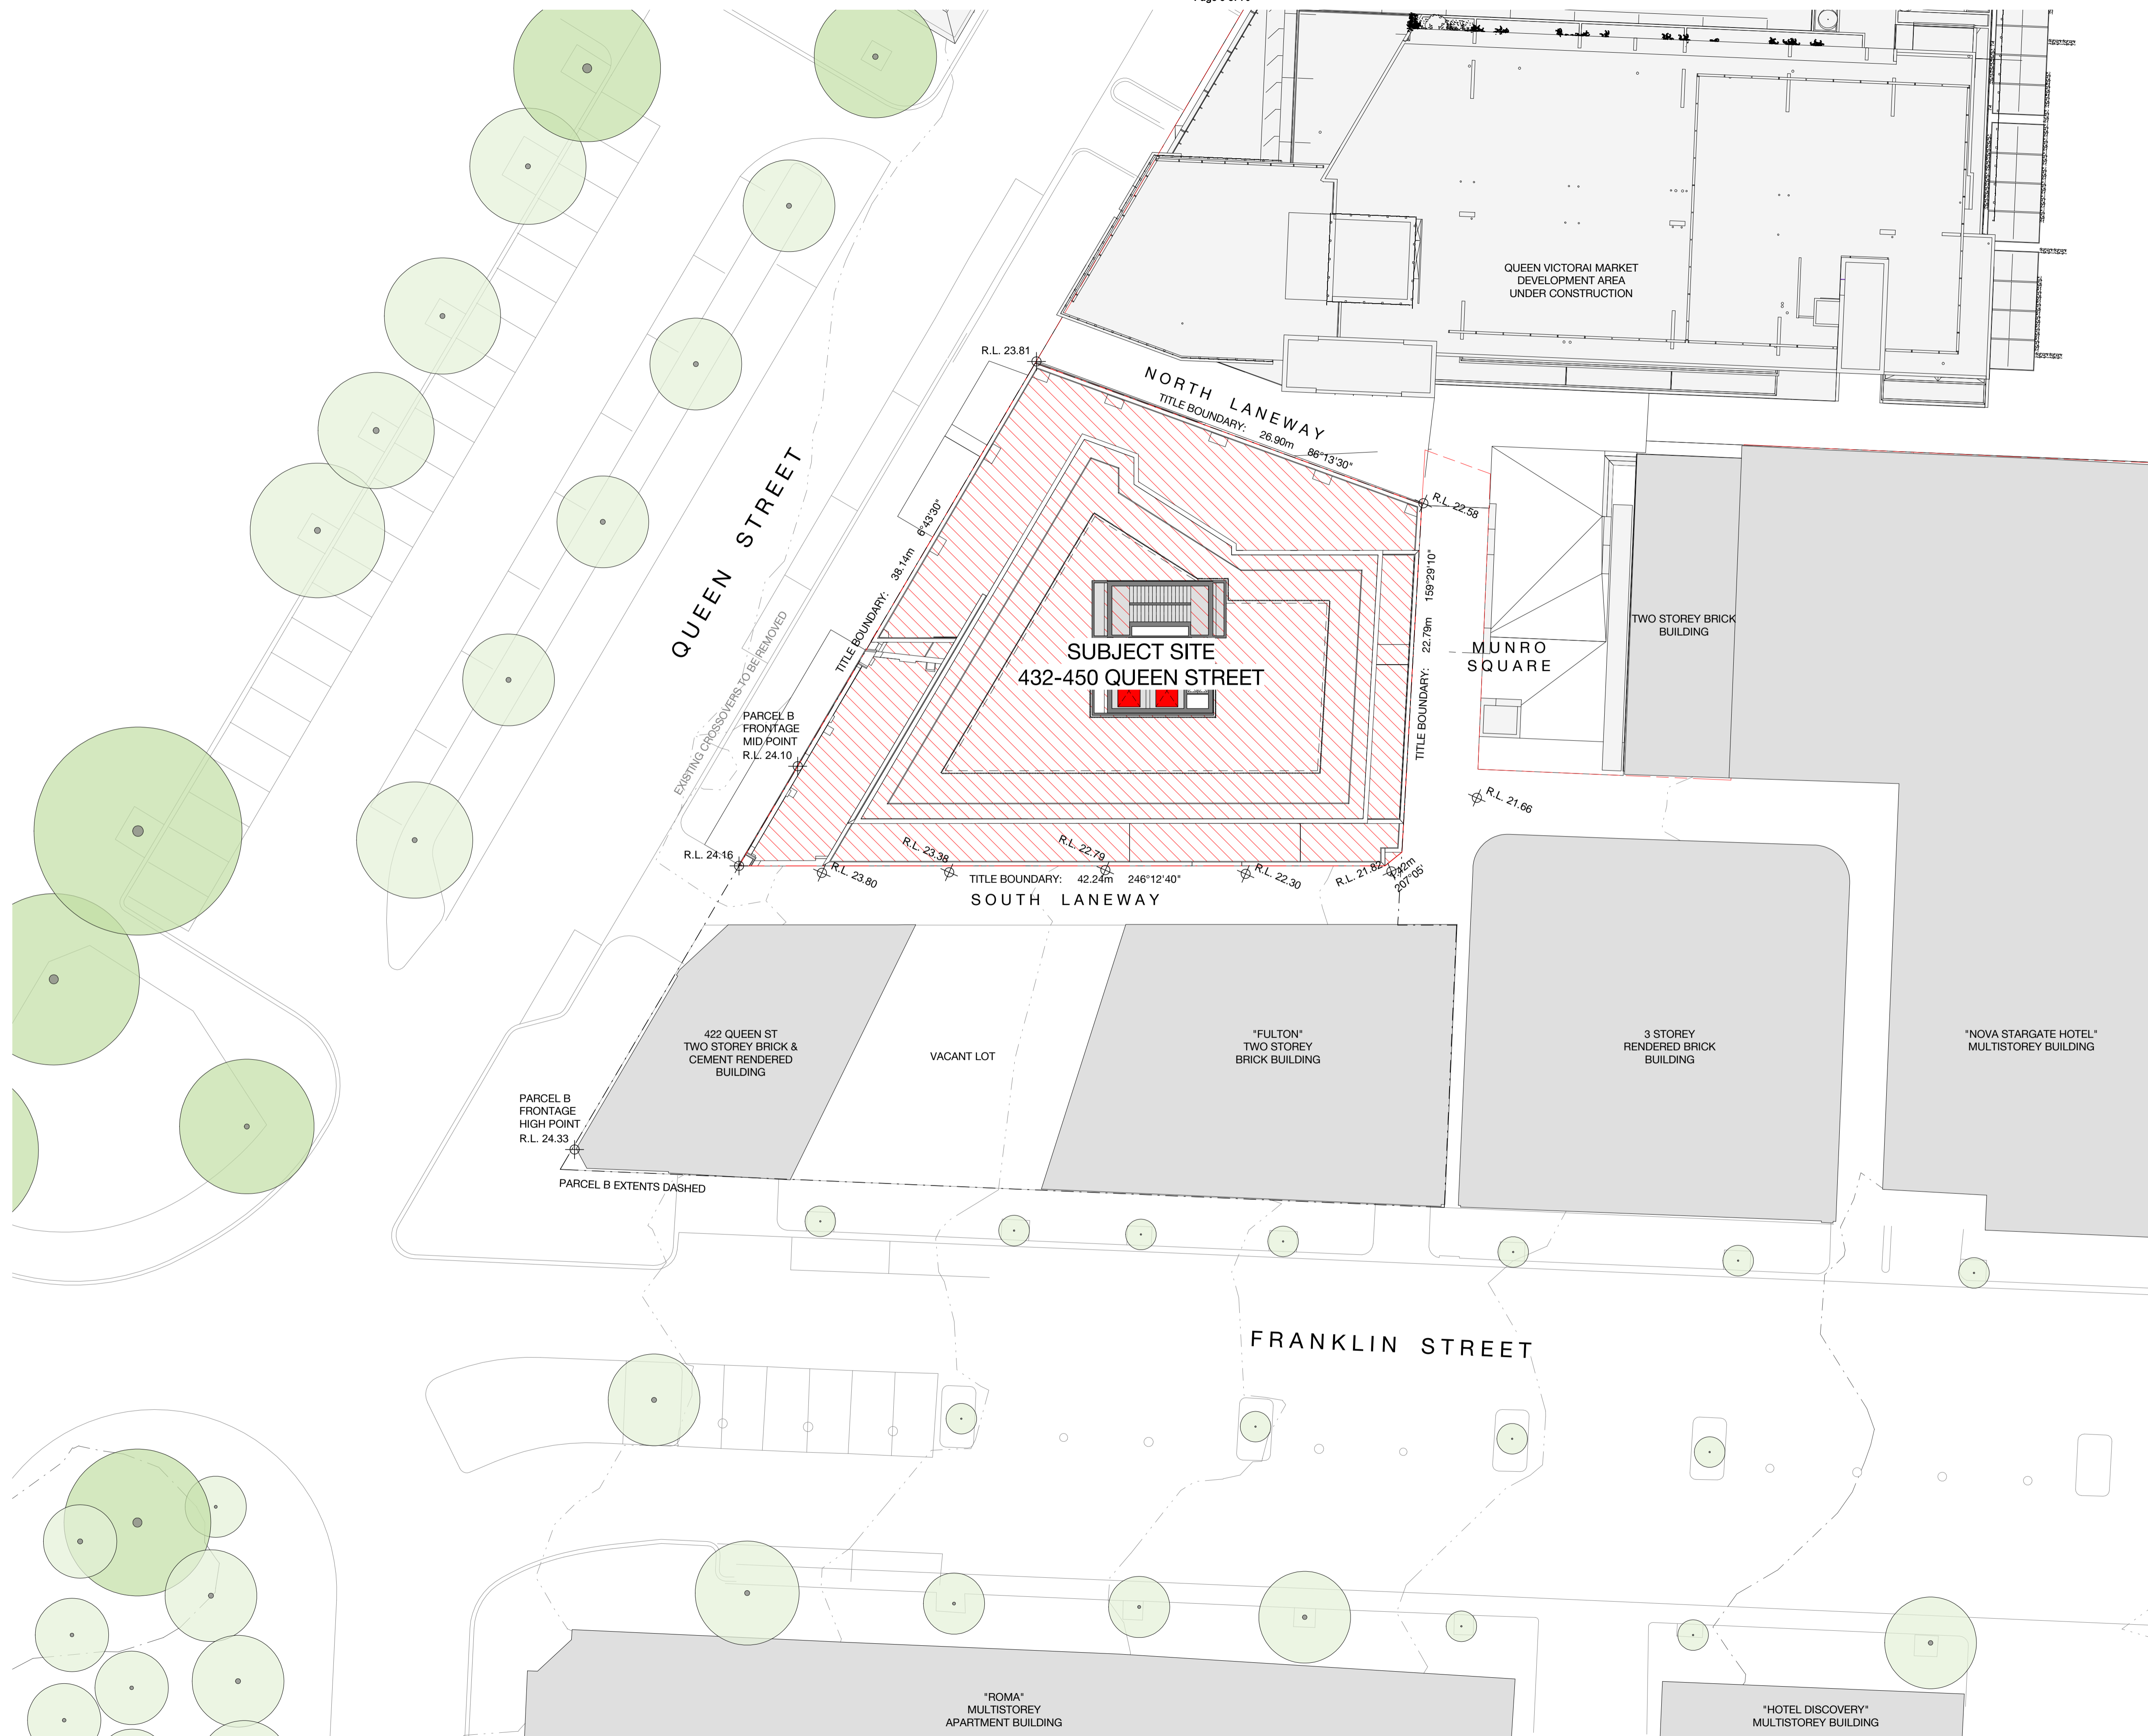 QUEEN VICTORAI MARKET
DEVELOPMENT AREA
UNDER CONSTRUCTION
R.L. 23.81
NORTH LANEWAY
TITLE BOUNDARY: 26.90m 86°13'30"
R.L. 22.58
QUEEN STREET
TITLE BOUNDARY: 38.14m 6°43'30"
EXISTING CROSSOVERS TO BE REMOVED
SUBJECT SITE
432-450 QUEEN STREET
TITLE BOUNDARY: 22.79m 159°29'10"
MUNRO
SQUARE
TWO STOREY BRICK
BUILDING
PARCEL B
FRONTAGE
MID POINT
R.L. 24.10
R.L. 21.66
R.L. 24.16
R.L. 23.80
R.L. 23.38
R.L. 22.79
R.L. 22.30
R.L. 21.82
1.42m
207°05'
TITLE BOUNDARY: 42.24m 246°12'40"
SOUTH LANEWAY
422 QUEEN ST
TWO STOREY BRICK &
CEMENT RENDERED
BUILDING
VACANT LOT
"FULTON"
TWO STOREY
BRICK BUILDING
3 STOREY
RENDERED BRICK
BUILDING
"NOVA STARGATE HOTEL"
MULTISTOREY BUILDING
PARCEL B
FRONTAGE
HIGH POINT
R.L. 24.33
PARCEL B EXTENTS DASHED
FRANKLIN STREET
"ROMA"
MULTISTOREY
APARTMENT BUILDING
"HOTEL DISCOVERY"
MULTISTOREY BUILDING